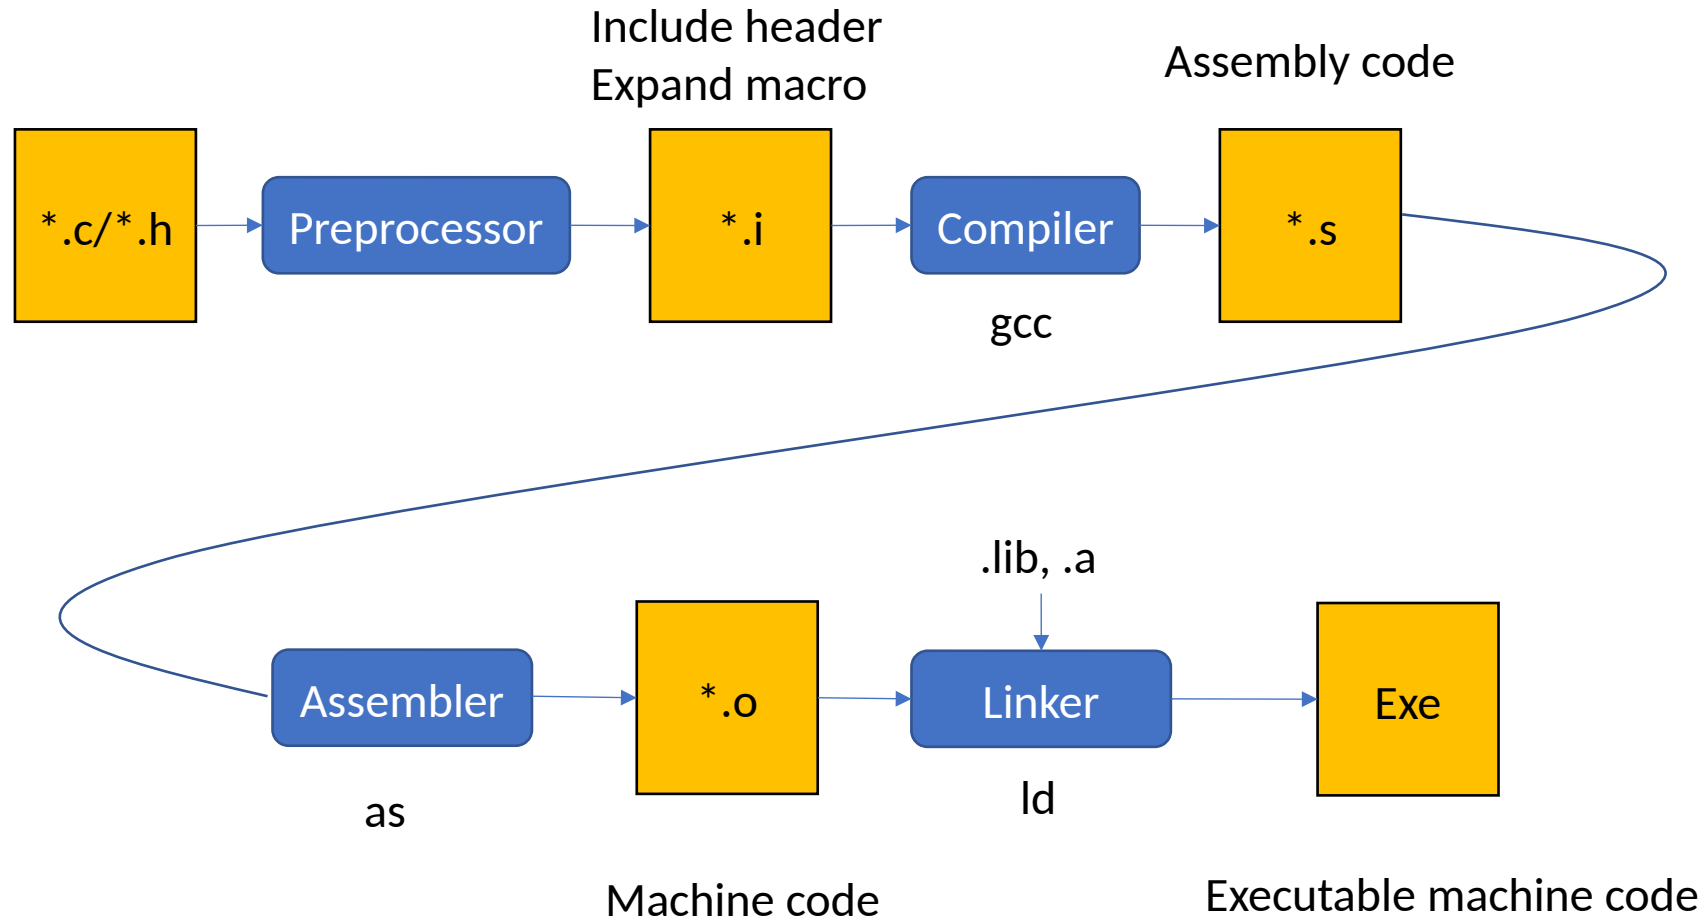 Include header
Expand macro
Assembly code
*.c/*.h
Preprocessor
*.i
Compiler
*.s
gcc
.lib, .a
Assembler
*.o
Linker
Exe
as
ld
Machine code
Executable machine code